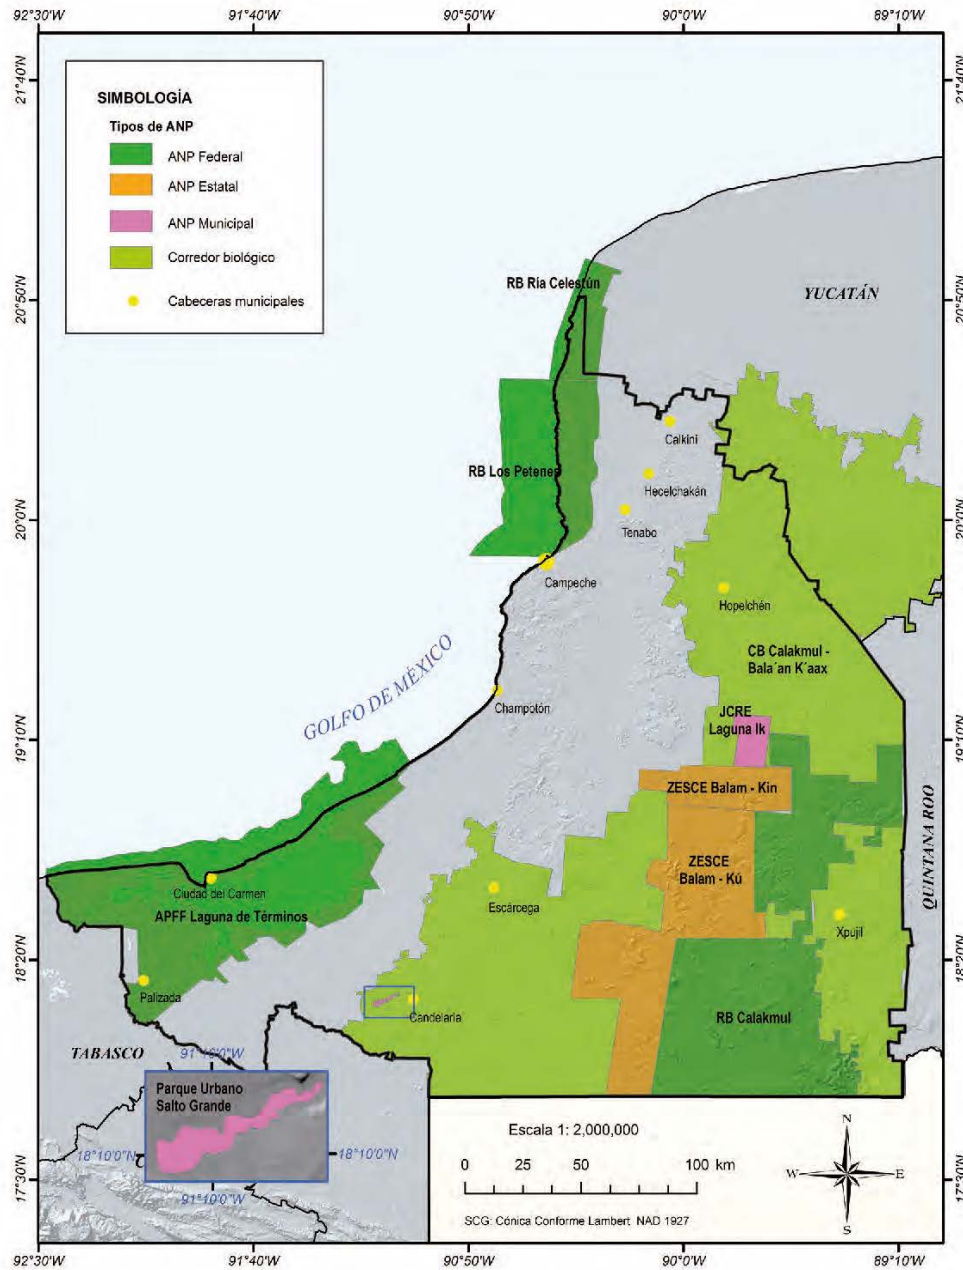 92°30'W 91°40'W 90°50'W 90°0'W 89°10'W
21°40'N
21°40'N
SIMBOLOGÍA
Tipos de ANP
ANP Federal
ANP Estatal
ANP Municipal
Corredor biológico
Cabeceras municipales
RB Ría Celestún
20°50'N
YUCATÁN
20°50'N
Calkiní
RB Los Petenes
Hecelchakán
20°0'N
Tenabo
20°0'N
Campeche
Hopelchén
CB Calakmul -
Bala´an K´aax
GOLFO DE MÉXICO
Champotón
JCRE
Laguna Ik
19°10'N
19°10'N
ZESCE Balam - Kin
QUINTANA ROO
ZESCE
Balam - Kú
Ciudad del Carmen
Escárcega
APFF Laguna de Términos
Xpujil
18°20'N
18°20'N
Palizada
Candelaria
RB Calakmul
TABASCO
91°10'0"W
Parque Urbano
Salto Grande
18°10'0"N
18°10'0"N
91°10'0"W
Escala 1: 2,000,000
0 25 50 100 km
SCG: Cónica Conforme Lambert NAD 1927
N
W E
S
17°30'N
17°30'N
92°30'W 91°40'W 90°50'W 90°0'W 89°10'W